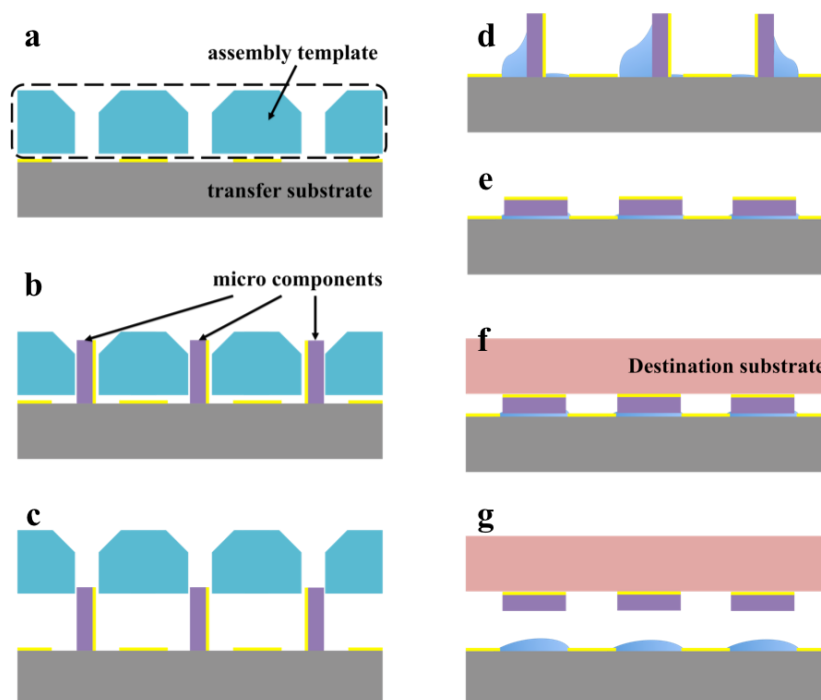 a
assembly template
transfer substrate
b
micro components
c
d
e
f
Destination substrate
g